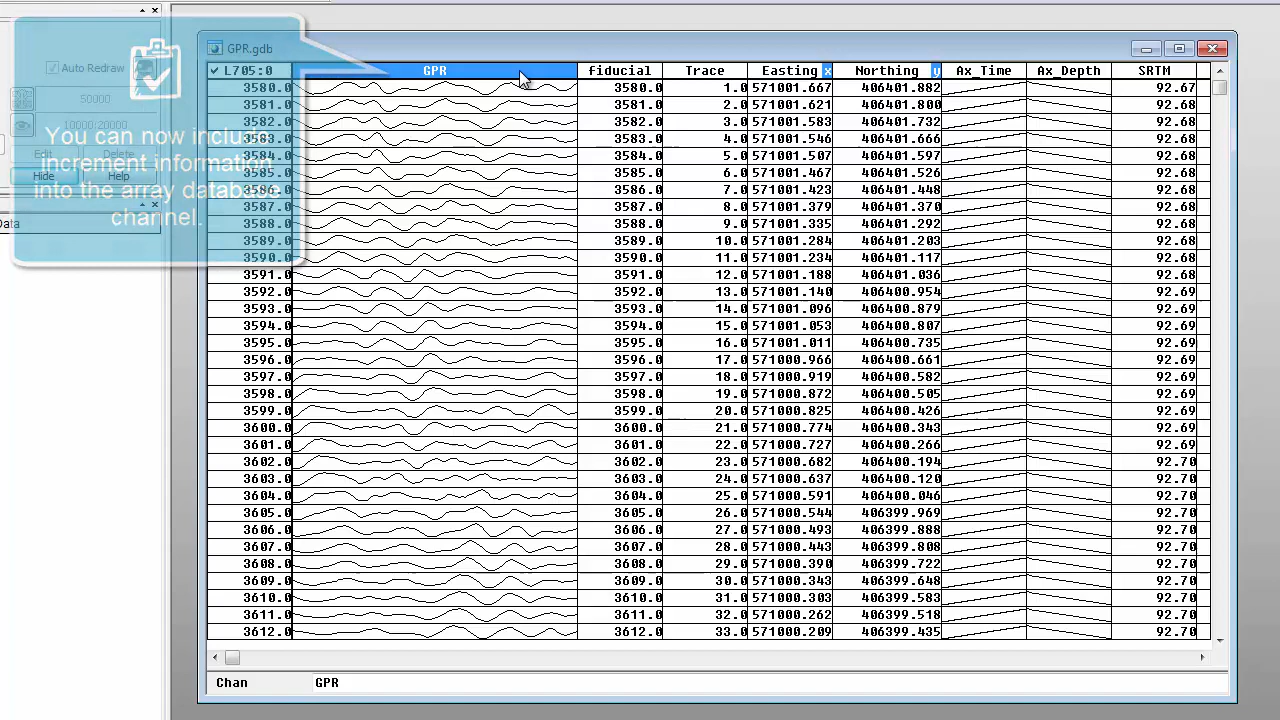 GPR.gdb
L705:0 GPR fiducial Trace Easting x Northing y Ax_Time Ax_Depth SRTM
3580.0 3580.0 1.0 571001.667 406401.882 92.67
3581.0 3581.0 2.0 571001.621 406401.800 92.68
3582.0 3582.0 3.0 571001.583 406401.732 92.68
3583.0 3583.0 4.0 571001.546 406401.666 92.68
3584.0 3584.0 5.0 571001.507 406401.597 92.68
3585.0 3585.0 6.0 571001.467 406401.526 92.68
3586.0 3586.0 7.0 571001.423 406401.448 92.68
3587.0 3587.0 8.0 571001.379 406401.370 92.68
3588.0 3588.0 9.0 571001.335 406401.292 92.68
3589.0 3589.0 10.0 571001.284 406401.203 92.68
3590.0 3590.0 11.0 571001.234 406401.117 92.68
3591.0 3591.0 12.0 571001.188 406401.036 92.68
3592.0 3592.0 13.0 571001.140 406400.954 92.69
3593.0 3593.0 14.0 571001.096 406400.879 92.69
3594.0 3594.0 15.0 571001.053 406400.807 92.69
3595.0 3595.0 16.0 571001.011 406400.735 92.69
3596.0 3596.0 17.0 571000.966 406400.661 92.69
3597.0 3597.0 18.0 571000.919 406400.582 92.69
3598.0 3598.0 19.0 571000.872 406400.505 92.69
3599.0 3599.0 20.0 571000.825 406400.426 92.69
3600.0 3600.0 21.0 571000.774 406400.343 92.69
3601.0 3601.0 22.0 571000.727 406400.266 92.69
3602.0 3602.0 23.0 571000.682 406400.194 92.70
3603.0 3603.0 24.0 571000.637 406400.120 92.70
3604.0 3604.0 25.0 571000.591 406400.046 92.70
3605.0 3605.0 26.0 571000.544 406399.969 92.70
3606.0 3606.0 27.0 571000.493 406399.888 92.70
3607.0 3607.0 28.0 571000.443 406399.808 92.70
3608.0 3608.0 29.0 571000.390 406399.722 92.70
3609.0 3609.0 30.0 571000.343 406399.648 92.70
3610.0 3610.0 31.0 571000.303 406399.583 92.70
3611.0 3611.0 32.0 571000.262 406399.518 92.70
3612.0 3612.0 33.0 571000.209 406399.435 92.70
Chan GPR
Auto Redraw
50000
10000:20000
Edit Delete
Hide Help
Data
You can now include
increment information
into the array database
channel.